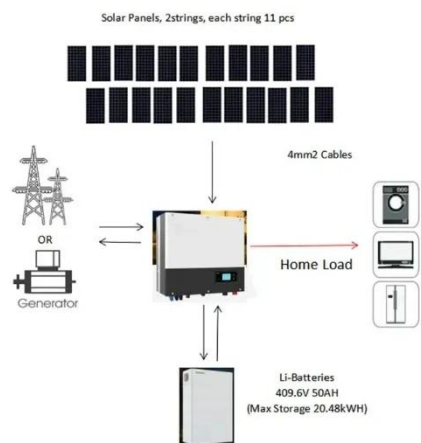 Solar Panels, 2strings, each string 11 pcs
4mm2 Cables
OR
Generator
Home Load
Li-Batteries
409.6V 50AH
(Max Storage 20.48kWH)